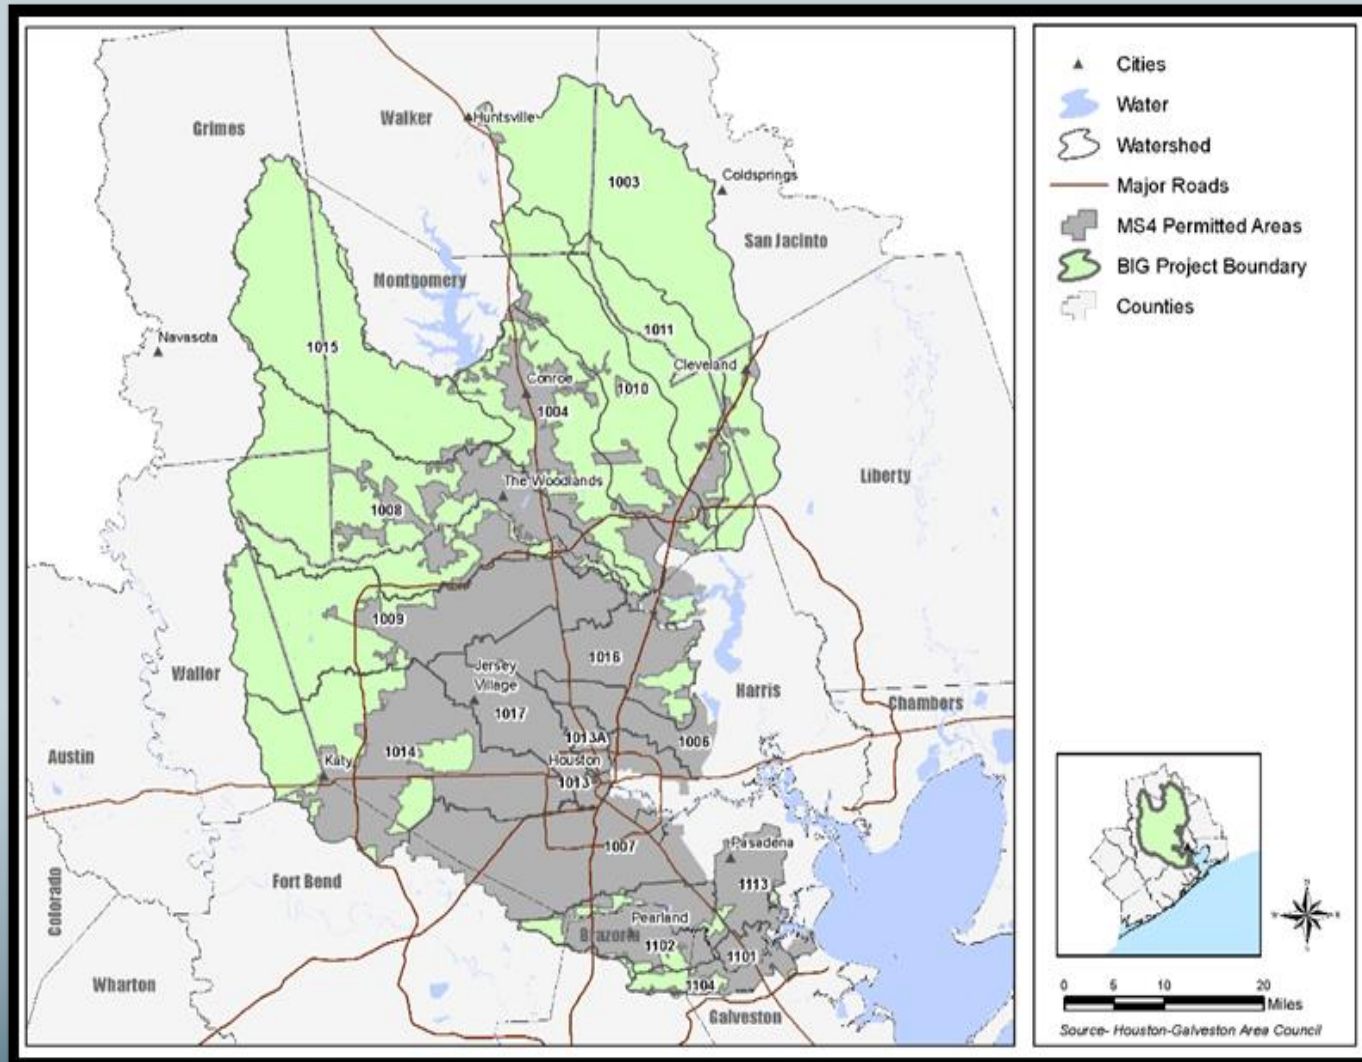 Huntsville
Walker
Grimes
1003
Coldsprings
San Jacinto
Montgomery
Navasota
1015
1011
Cleveland
Conroe
1010
1004
Liberty
The Woodlands
1008
1009
1016
Waller
Jersey
Village
Harris
1017
Chambers
1013A
1006
Austin
1014
Katy
Houston
1013
1007
Pasadena
Fort Bend
1113
Colorado
Pearland
Brazoria
1102
1101
Wharton
1104
Galveston
Cities
Water
Watershed
Major Roads
MS4 Permitted Areas
BIG Project Boundary
Counties
0 5 10 20
Miles
Source- Houston-Galveston Area Council